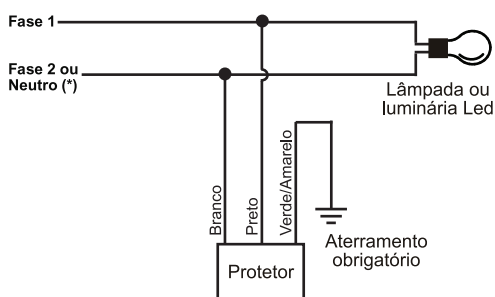 Fase 1
Fase 2 ou
Neutro (*)
Lâmpada ou
luminária Led
Branco
Preto
Verde/Amarelo
Aterramento
obrigatório
Protetor